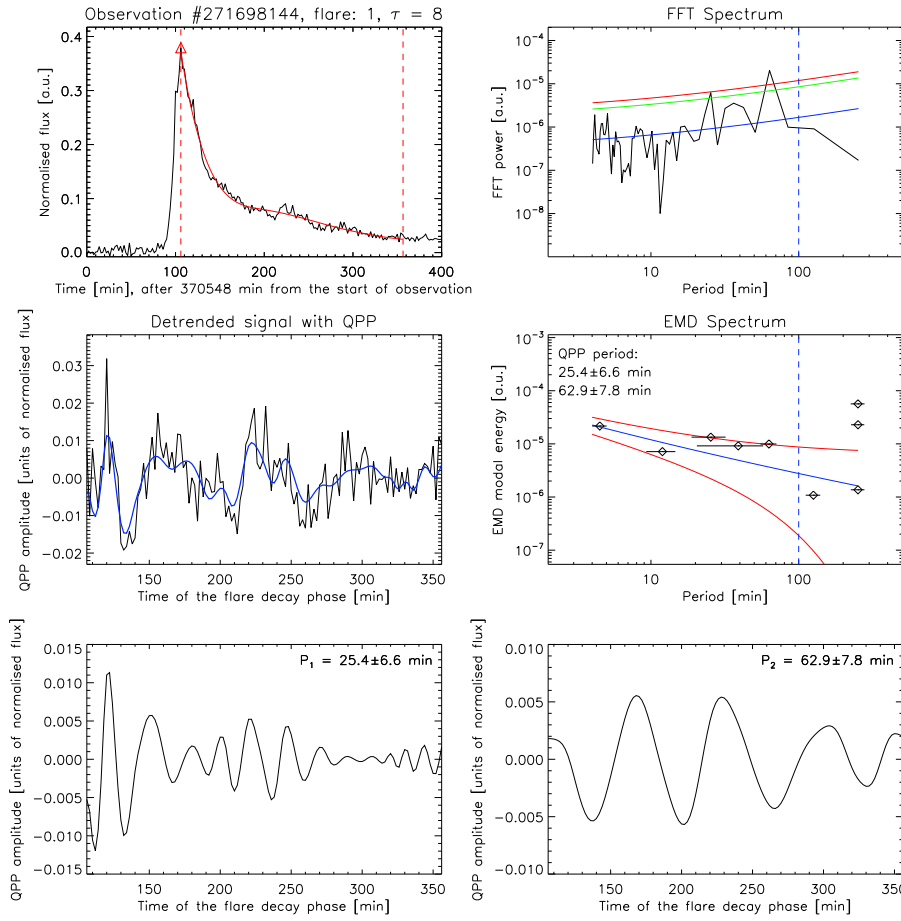 Observation #271698144, flare: 1, τ = 8
Normalised flux [a.u.]
0.4
0.3
0.2
0.1
0.0
0 100 200 300 400
Time [min], after 370548 min from the start of observation
FFT Spectrum
FFT power [a.u.]
10⁻⁴
10⁻⁵
10⁻⁶
10⁻⁷
10⁻⁸
10 100
Period [min]
Detrended signal with QPP
QPP amplitude [units of normalised flux]
0.03
0.02
0.01
0.00
-0.01
-0.02
150 200 250 300 350
Time of the flare decay phase [min]
EMD Spectrum
EMD modal energy [a.u.]
10⁻³
10⁻⁴
10⁻⁵
10⁻⁶
10⁻⁷
QPP period:
25.4±6.6 min
62.9±7.8 min
10 100
Period [min]
QPP amplitude [units of normalised flux]
0.015
0.010
0.005
0.000
-0.005
-0.010
-0.015
P₁ = 25.4±6.6 min
150 200 250 300 350
Time of the flare decay phase [min]
QPP amplitude [units of normalised flux]
0.010
0.005
0.000
-0.005
-0.010
P₂ = 62.9±7.8 min
150 200 250 300 350
Time of the flare decay phase [min]